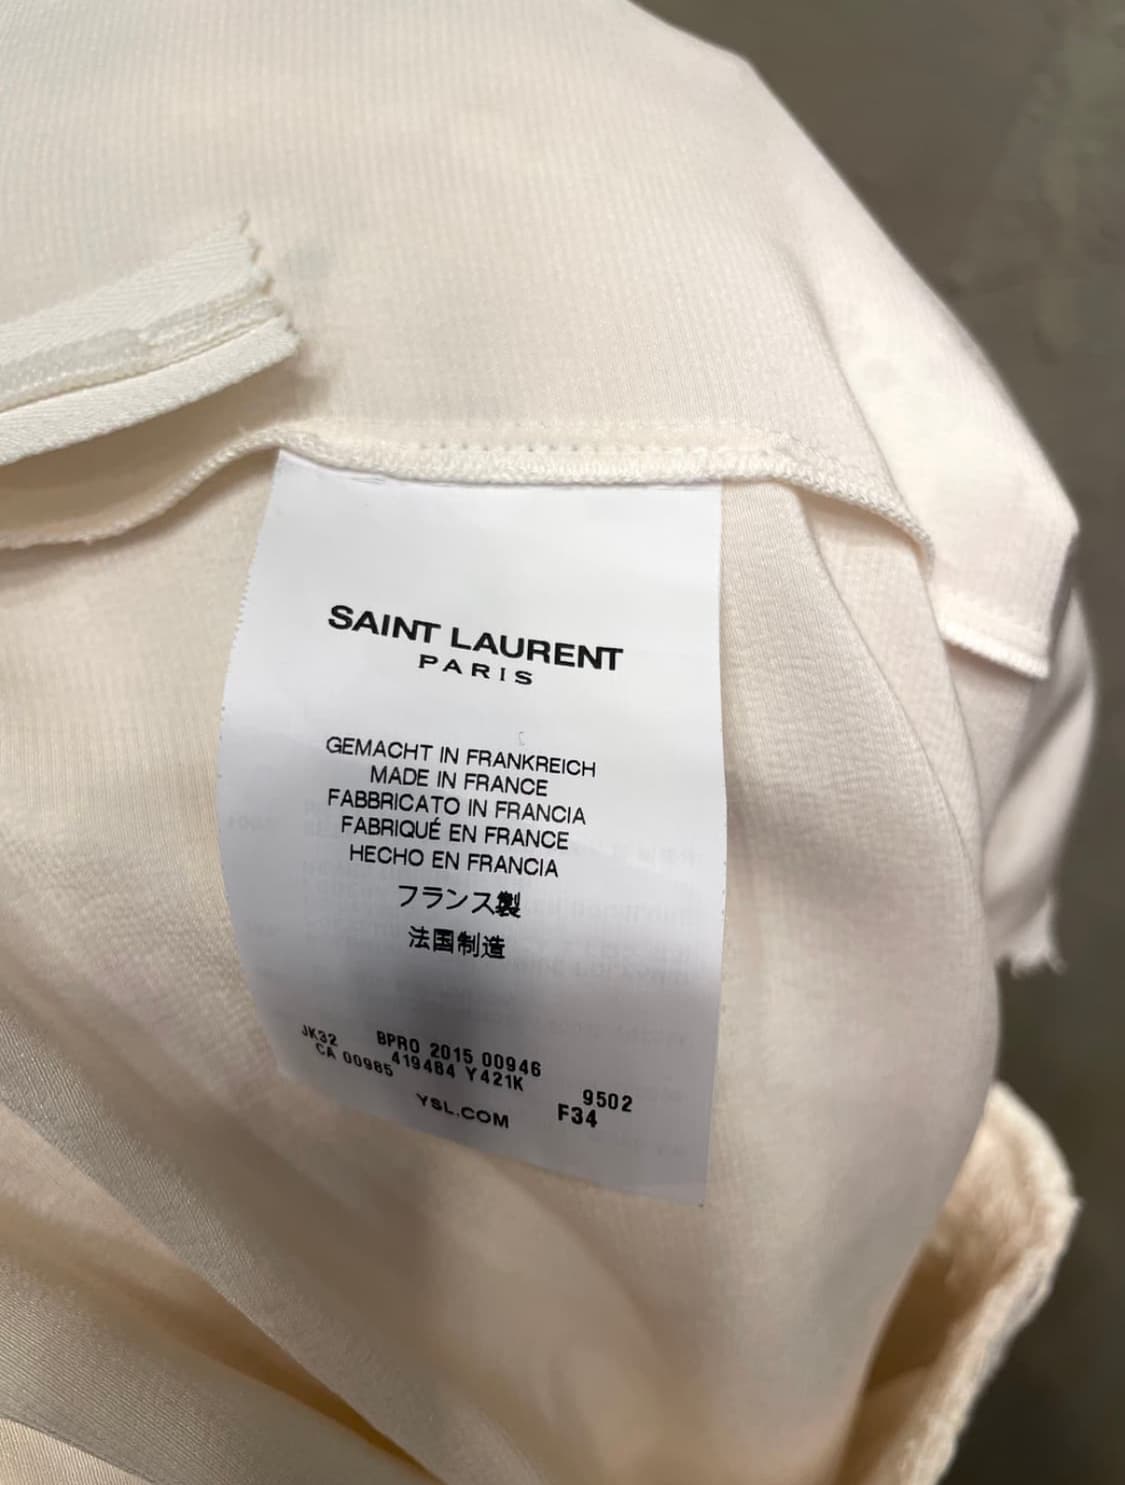 SAINT LAURENT
PARIS
GEMACHT IN FRANKREICH
MADE IN FRANCE
FABBRICATO IN FRANCIA
FABRIQUÉ EN FRANCE
HECHO EN FRANCIA
フランス製
法国制造
JK32 BPRO 2015 00946 9502
CA 00985 419484 Y421K F34
YSL.COM